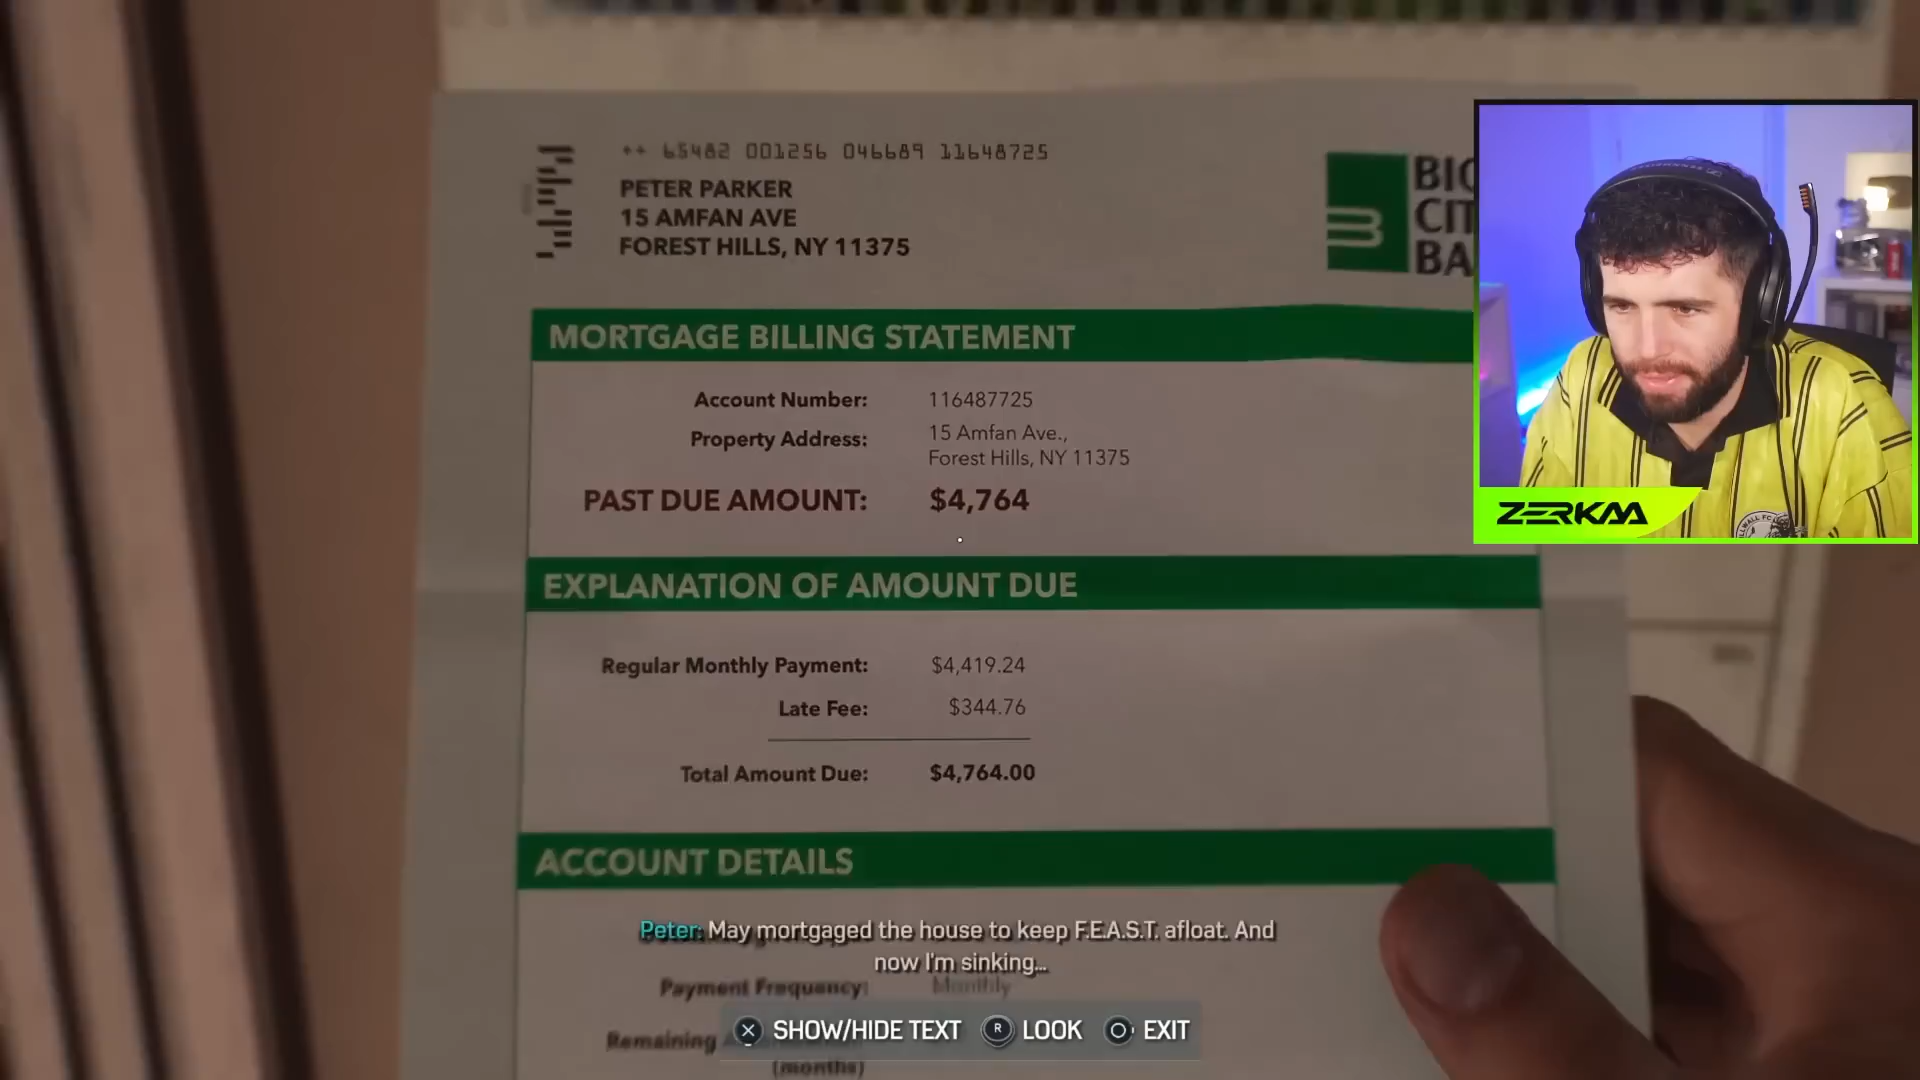 ++ 65482 001256 046689 11648725
PETER PARKER
15 AMFAN AVE
FOREST HILLS, NY 11375
BIG
CIT
BA
MORTGAGE BILLING STATEMENT
Account Number: 116487725
Property Address: 15 Amfan Ave.,
Forest Hills, NY 11375
PAST DUE AMOUNT: $4,764
ZERKAA
EXPLANATION OF AMOUNT DUE
Regular Monthly Payment: $4,419.24
Late Fee: $344.76
Total Amount Due: $4,764.00
ACCOUNT DETAILS
Peter: May mortgaged the house to keep F.E.A.S.T. afloat. And
now I'm sinking...
Payment Frequency: Monthly
Remaining
(months)
SHOW/HIDE TEXT R LOOK EXIT